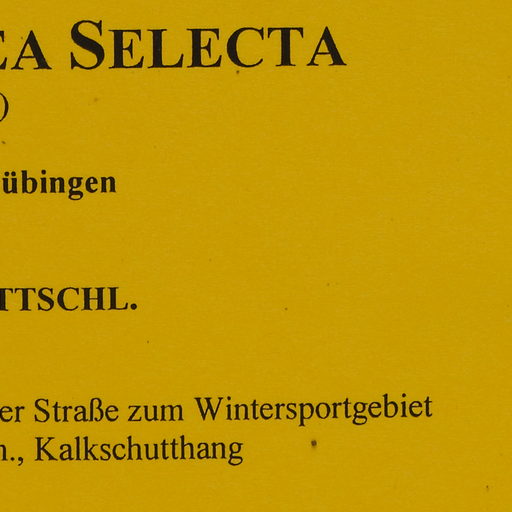 EA SELECTA
)
übingen
TTSCHL.
er Straße zum Wintersportgebiet
n., Kalkschutthang